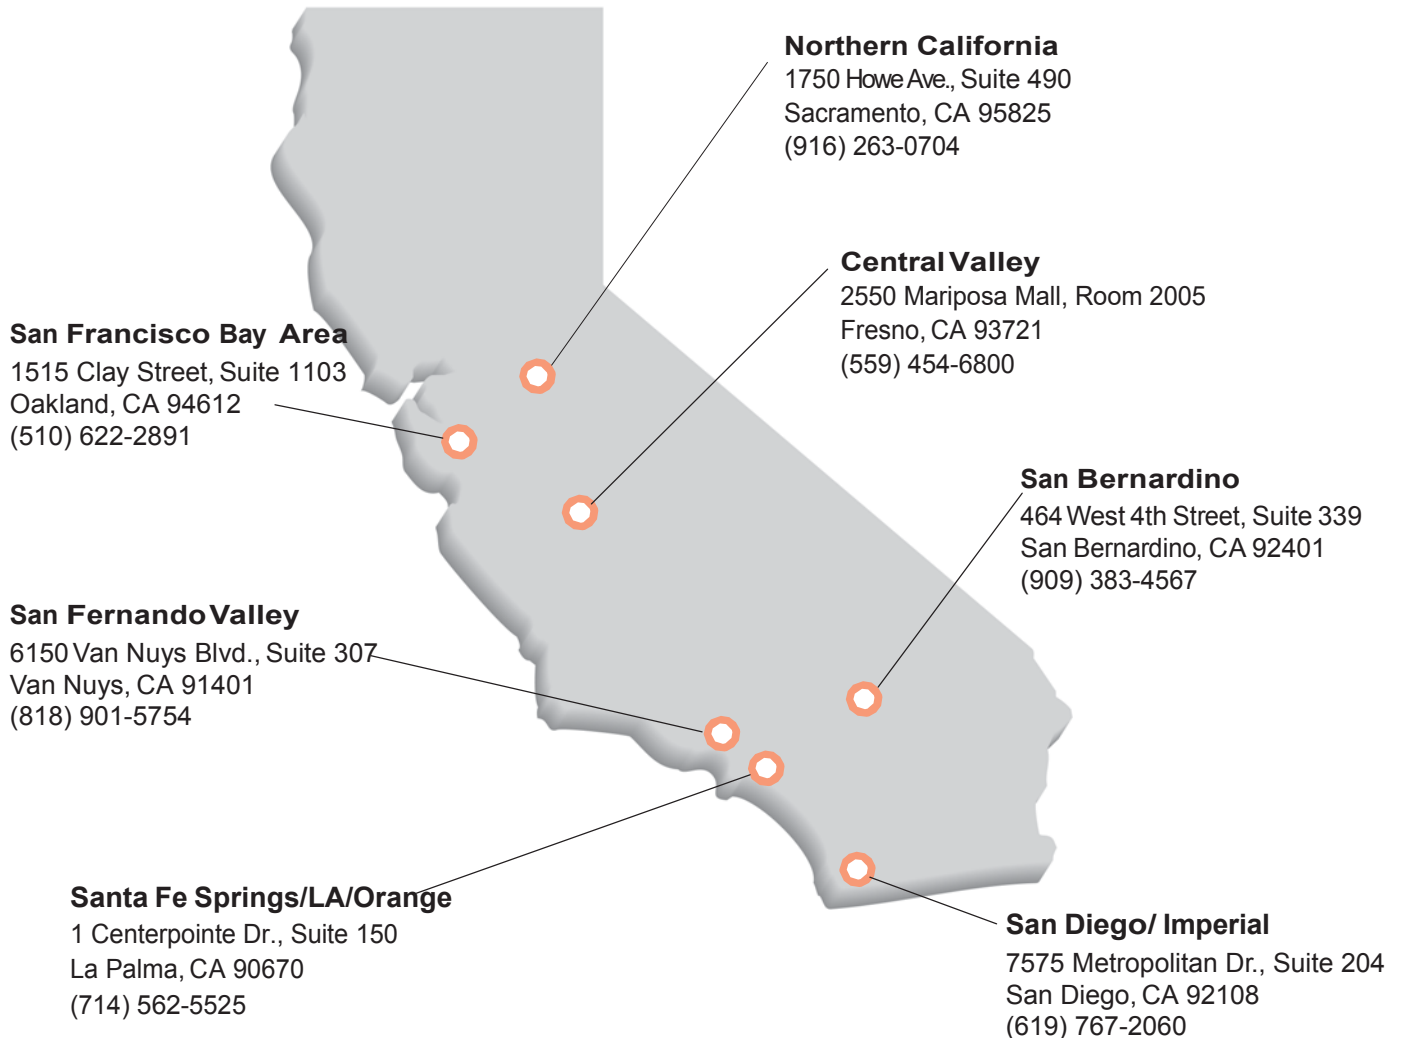 Northern California
1750 Howe Ave., Suite 490
Sacramento, CA 95825
(916) 263-0704
Central Valley
2550 Mariposa Mall, Room 2005
Fresno, CA 93721
(559) 454-6800
San Francisco Bay Area
1515 Clay Street, Suite 1103
Oakland, CA 94612
(510) 622-2891
San Bernardino
464 West 4th Street, Suite 339
San Bernardino, CA 92401
(909) 383-4567
San Fernando Valley
6150 Van Nuys Blvd., Suite 307
Van Nuys, CA 91401
(818) 901-5754
Santa Fe Springs/LA/Orange
1 Centerpointe Dr., Suite 150
La Palma, CA 90670
(714) 562-5525
San Diego/ Imperial
7575 Metropolitan Dr., Suite 204
San Diego, CA 92108
(619) 767-2060